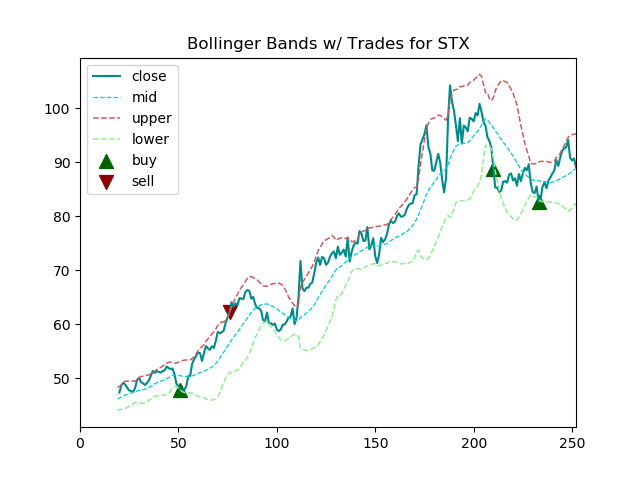 Bollinger Bands w/ Trades for STX
close
mid
upper
lower
buy
sell
100
90
80
70
60
50
0 50 100 150 200 250